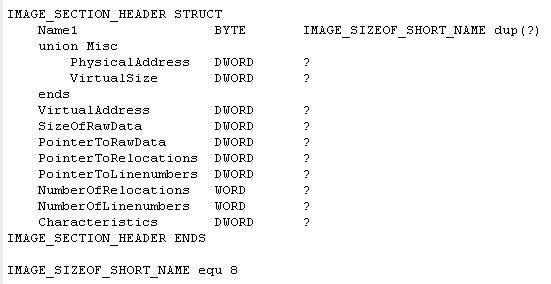 IMAGE_SECTION_HEADER STRUCT
    Name1                 BYTE       IMAGE_SIZEOF_SHORT_NAME dup(?)
    union Misc
        PhysicalAddress   DWORD      ?
        VirtualSize       DWORD      ?
    ends
    VirtualAddress        DWORD      ?
    SizeOfRawData         DWORD      ?
    PointerToRawData      DWORD      ?
    PointerToRelocations  DWORD      ?
    PointerToLinenumbers  DWORD      ?
    NumberOfRelocations   WORD       ?
    NumberOfLinenumbers   WORD       ?
    Characteristics       DWORD      ?
IMAGE_SECTION_HEADER ENDS

IMAGE_SIZEOF_SHORT_NAME equ 8